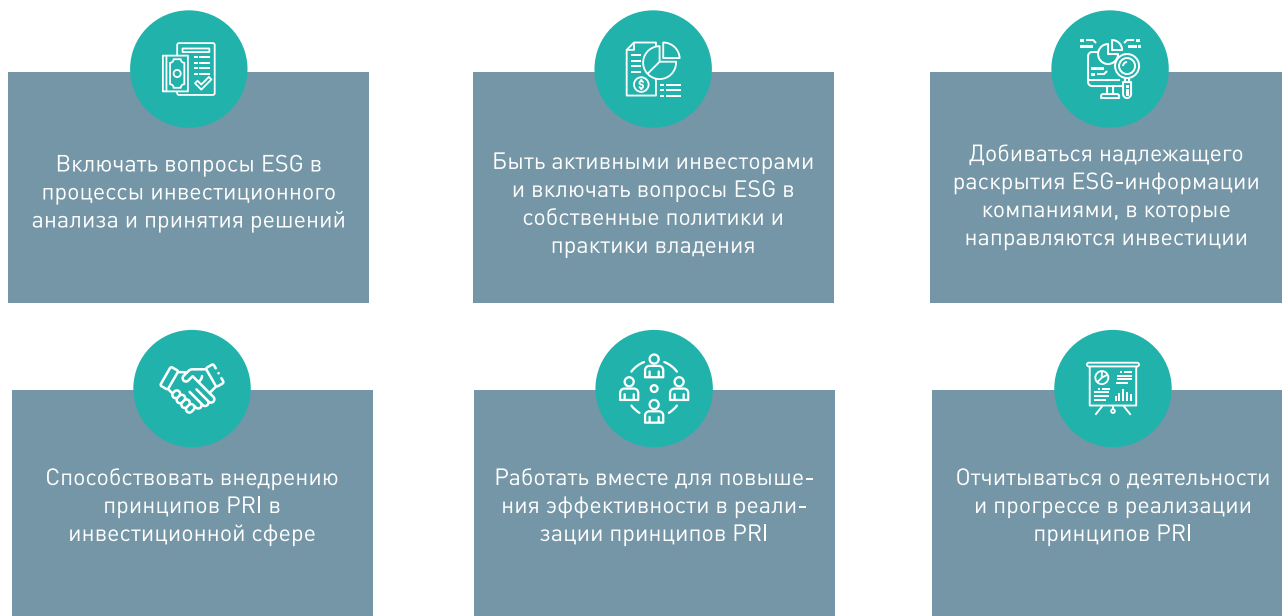 Включать вопросы ESG в
процессы инвестиционного
анализа и принятия решений
Быть активными инвесторами
и включать вопросы ESG в
собственные политики и
практики владения
Добиваться надлежащего
раскрытия ESG-информации
компаниями, в которые
направляются инвестиции
Способствовать внедрению
принципов PRI в
инвестиционной сфере
Работать вместе для повыше-
ния эффективности в реали-
зации принципов PRI
Отчитываться о деятельности
и прогрессе в реализации
принципов PRI